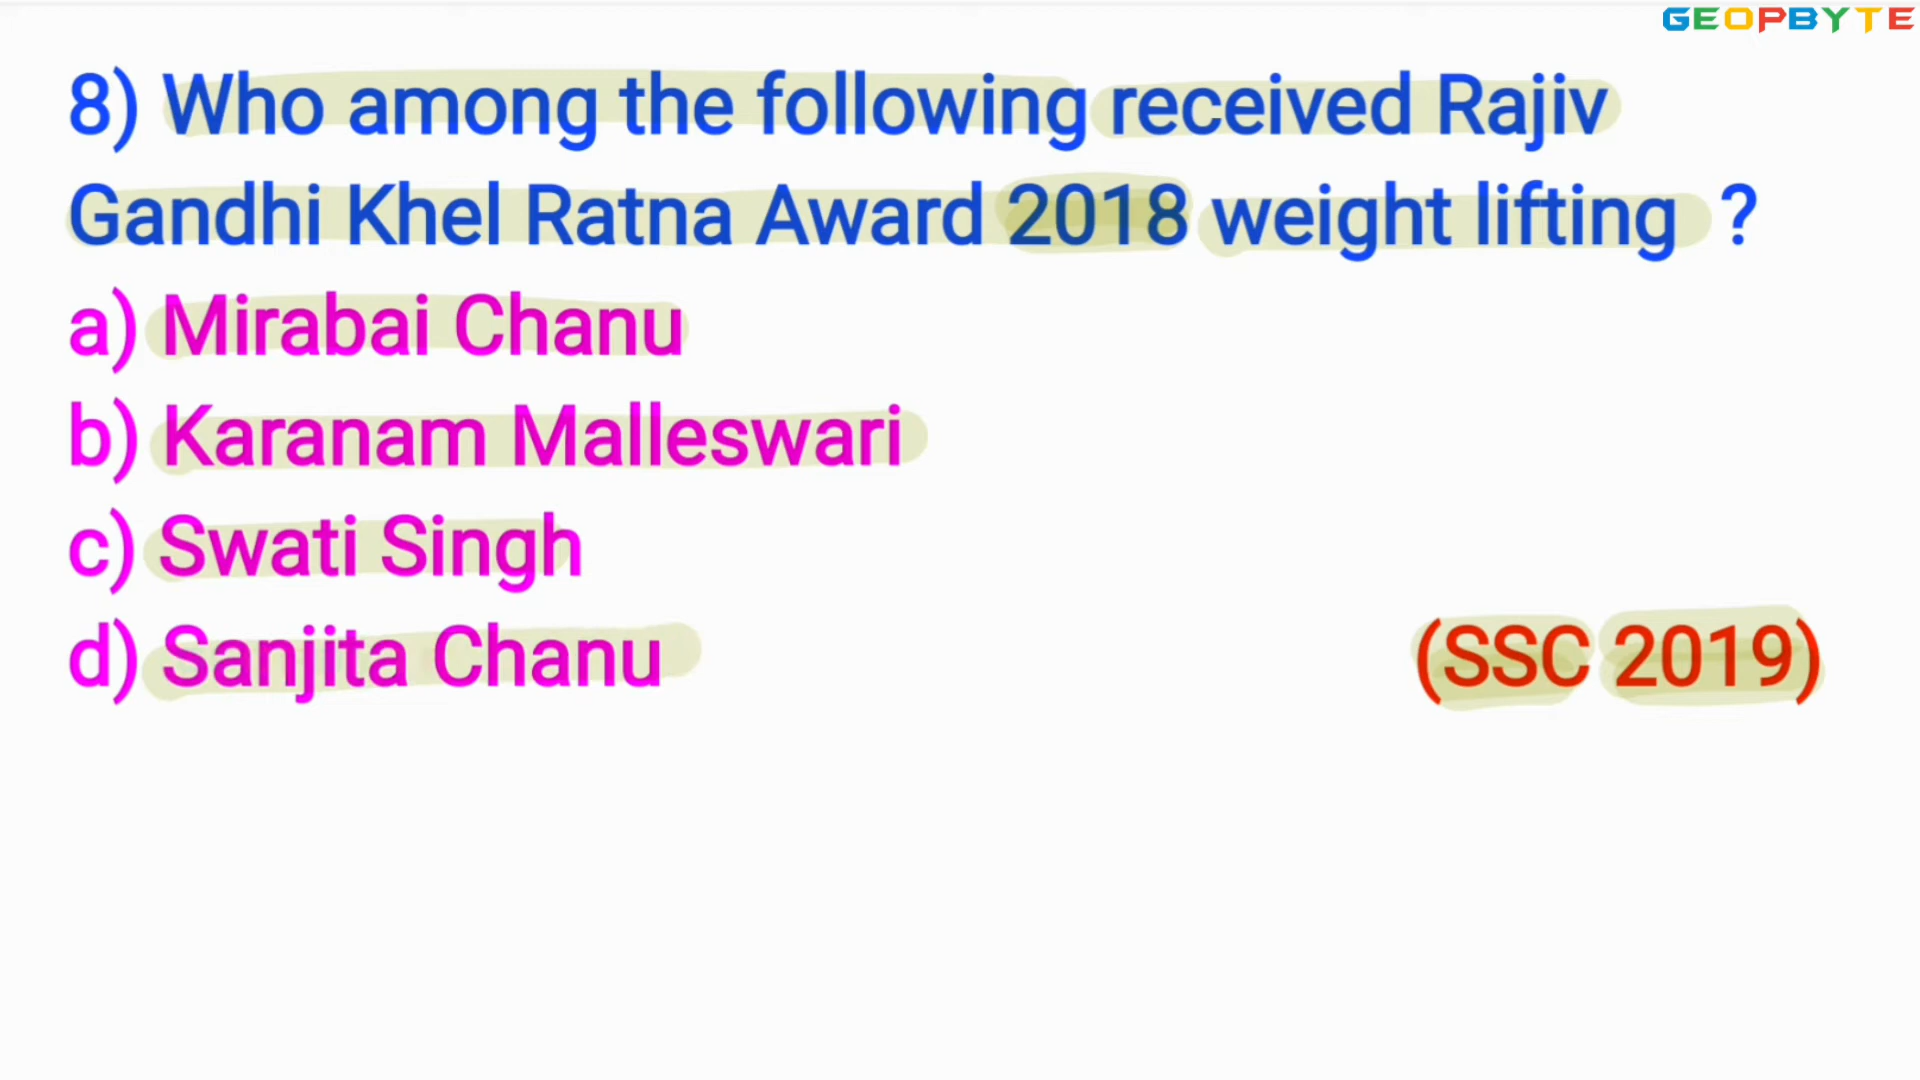 GEOPBYTE
8) Who among the following received Rajiv
Gandhi Khel Ratna Award 2018 weight lifting ?
a) Mirabai Chanu
b) Karanam Malleswari
c) Swati Singh
d) Sanjita Chanu (SSC 2019)